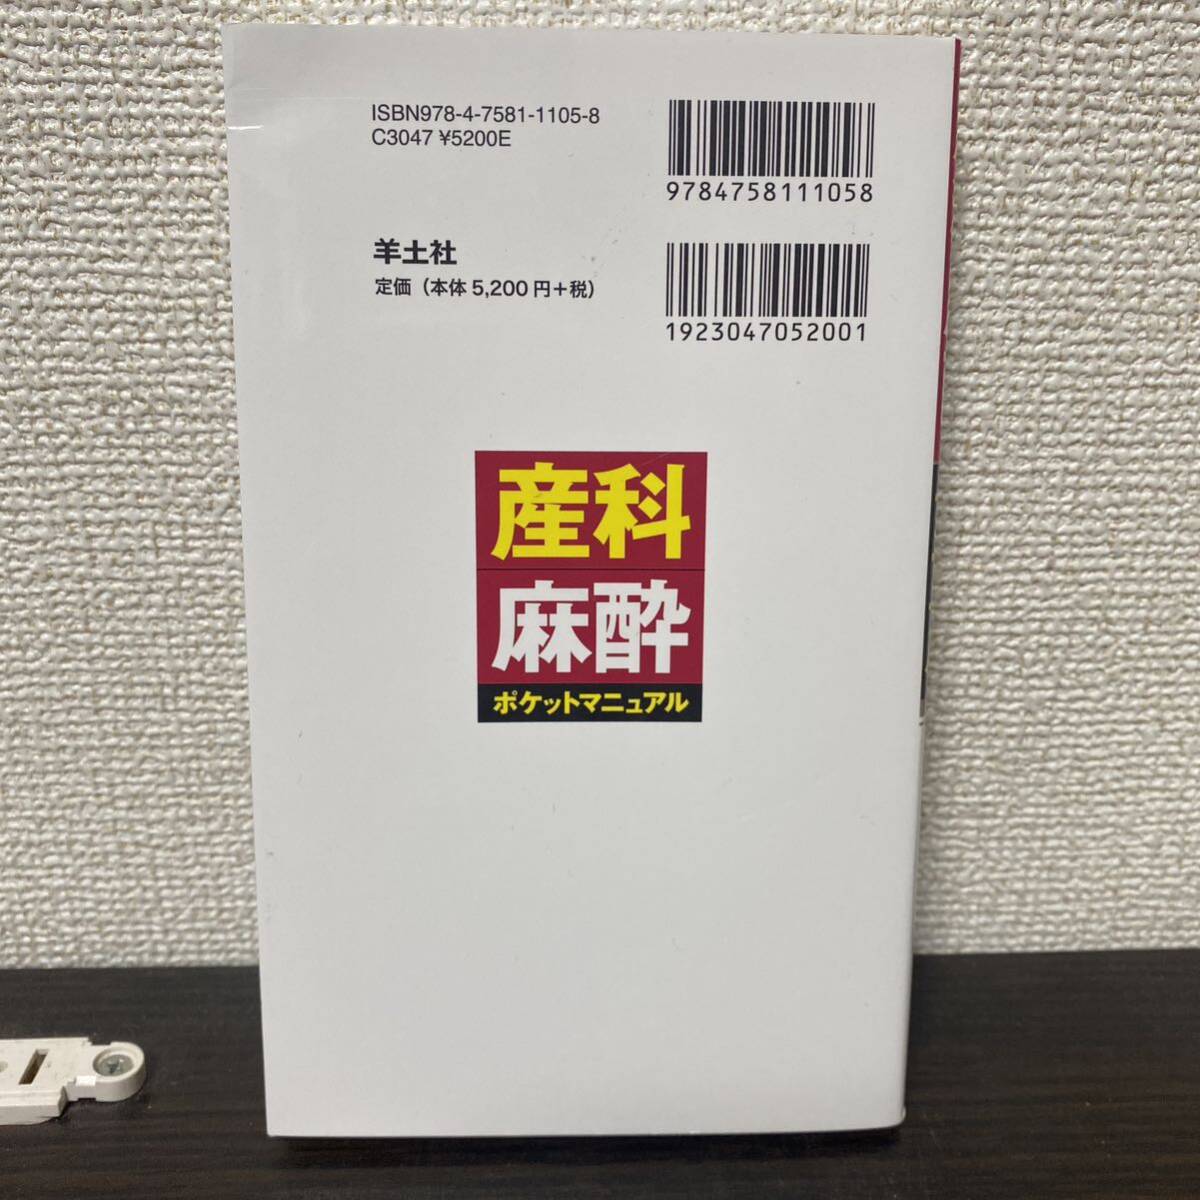 ISBN978-4-7581-1105-8
C3047 ¥5200E
9784758111058
羊土社
定価（本体 5,200 円＋税）
1923047052001
産科
麻酔
ポケットマニュアル